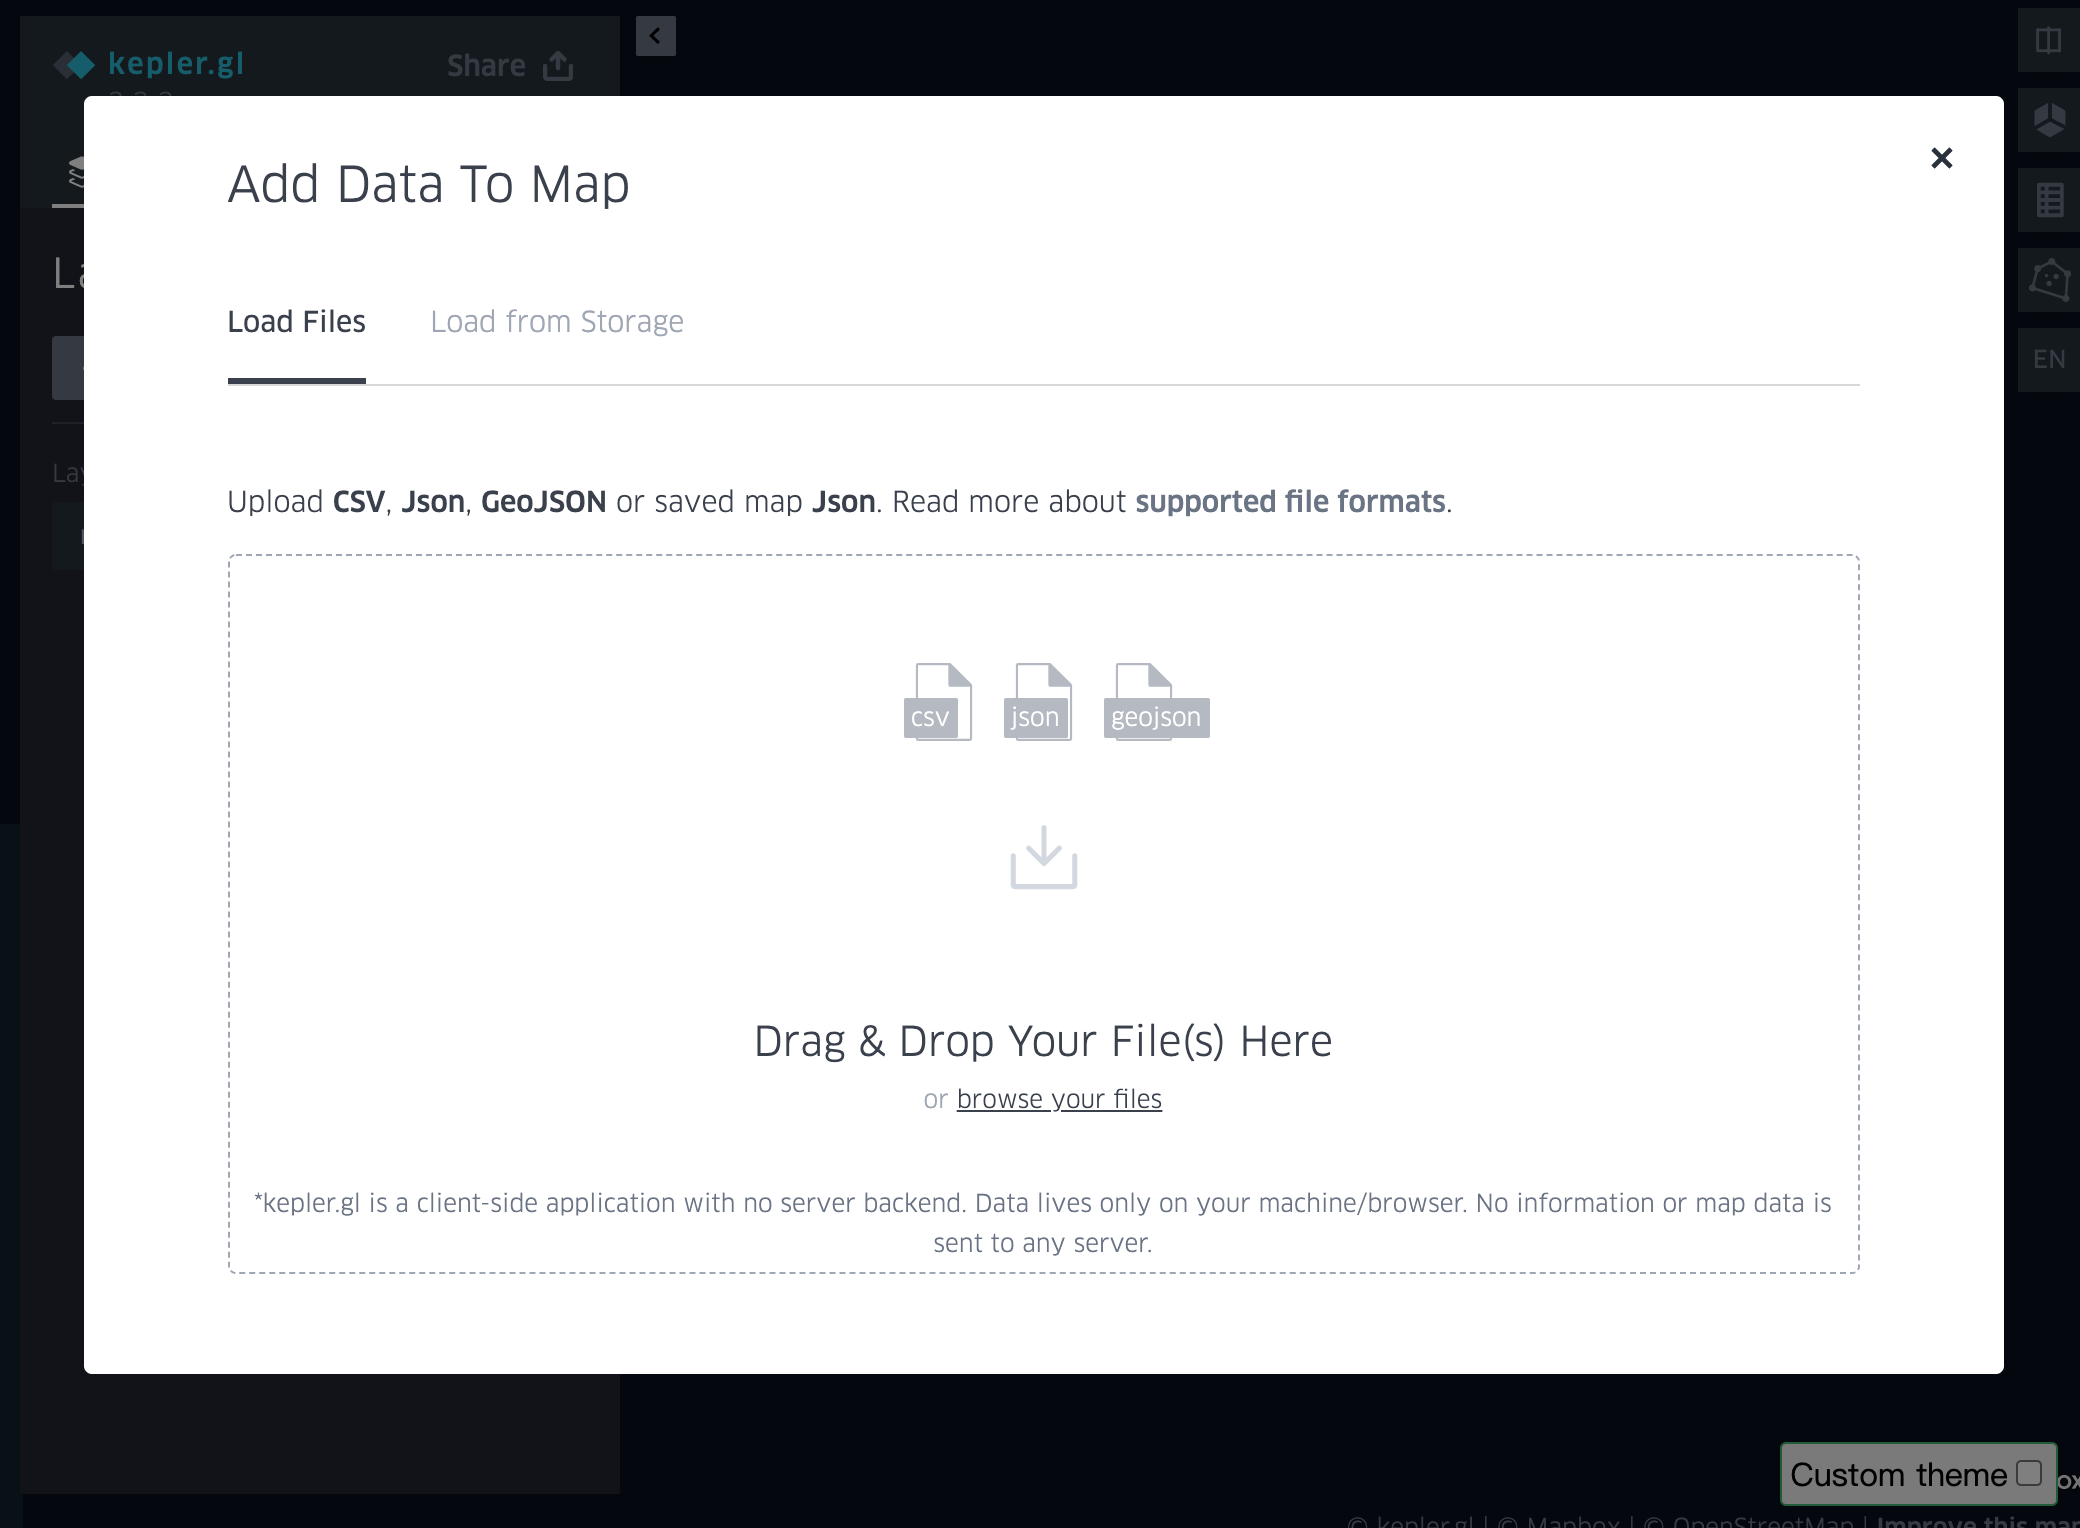 kepler.gl
Share
Add Data To Map
Load Files
Load from Storage
EN
Upload CSV, Json, GeoJSON or saved map Json. Read more about supported file formats.
csv
json
geojson
Drag & Drop Your File(s) Here
or browse your files
*kepler.gl is a client-side application with no server backend. Data lives only on your machine/browser. No information or map data is
sent to any server.
Custom theme
© kepler.gl | © Mapbox | © OpenStreetMap | Improve this map